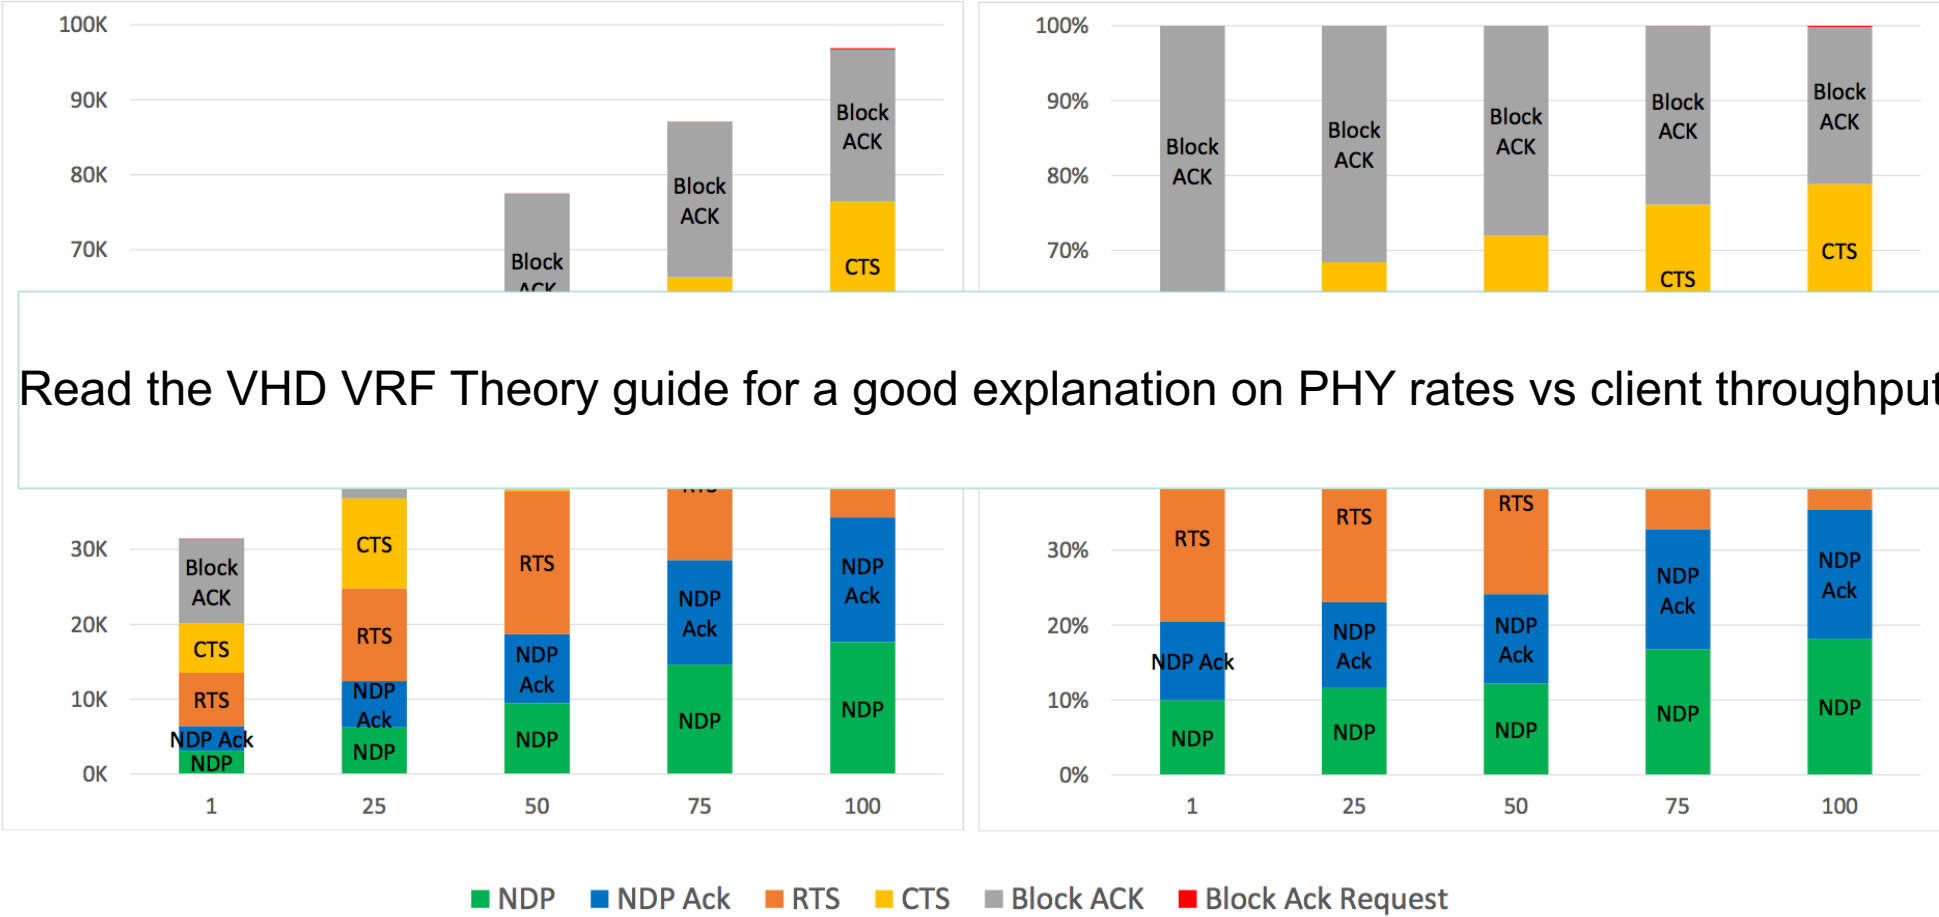 100K
90K
80K
70K
30K
20K
10K
0K
Block
ACK
CTS
RTS
NDP Ack
NDP
1
CTS
RTS
NDP
Ack
NDP
25
Block
ACK
RTS
NDP
Ack
NDP
50
Block
ACK
RTS
NDP
Ack
NDP
75
Block
ACK
CTS
NDP
Ack
NDP
100
100%
90%
80%
70%
30%
20%
10%
0%
Block
ACK
RTS
NDP Ack
NDP
1
Block
ACK
RTS
NDP
Ack
NDP
25
Block
ACK
RTS
NDP
Ack
NDP
50
Block
ACK
CTS
NDP
Ack
NDP
75
Block
ACK
CTS
NDP
Ack
NDP
100
Read the VHD VRF Theory guide for a good explanation on PHY rates vs client throughput
NDP NDP Ack RTS CTS Block ACK Block Ack Request